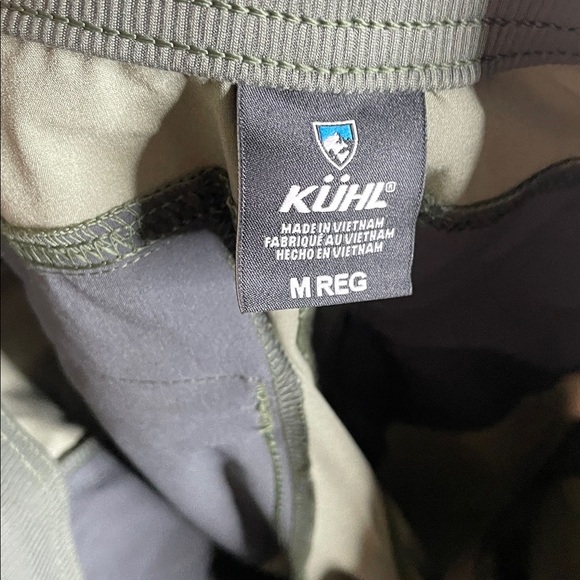 KÜHL®
MADE IN VIETNAM
FABRIQUÉ AU VIETNAM
HECHO EN VIETNAM
M REG